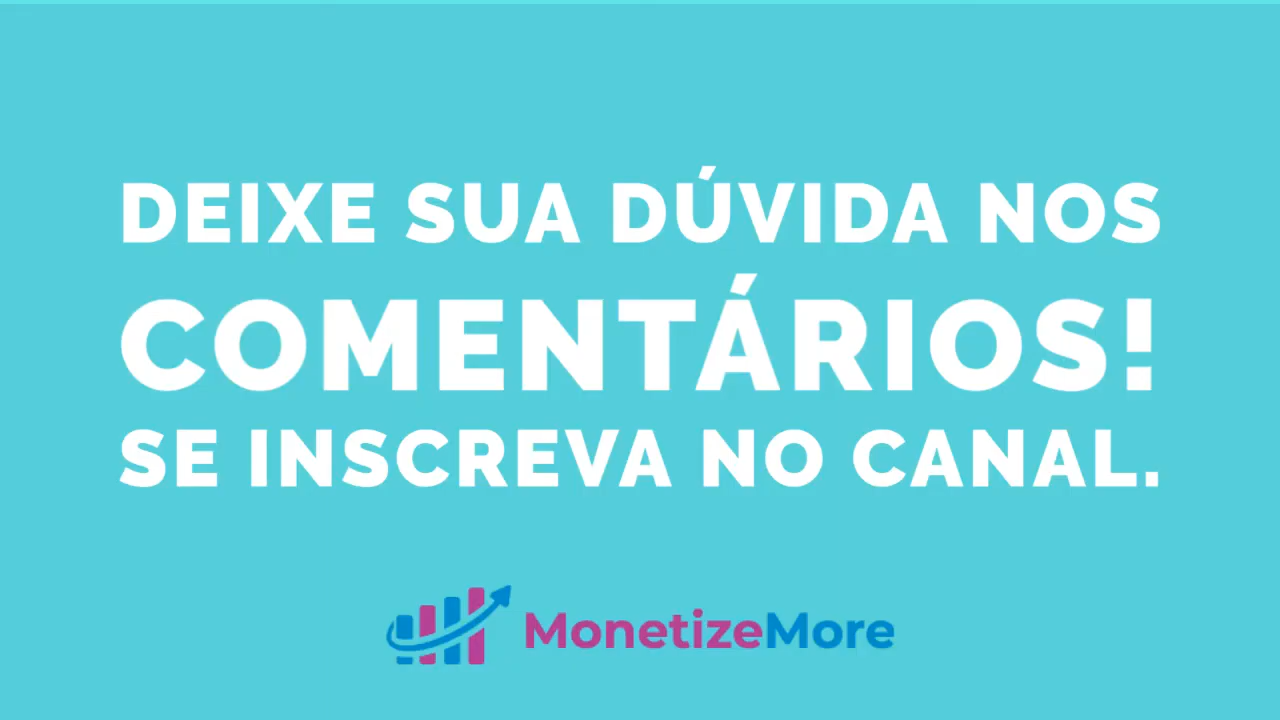 DEIXE SUA DÚVIDA NOS
COMENTÁRIOS!
SE INSCREVA NO CANAL.
MonetizeMore